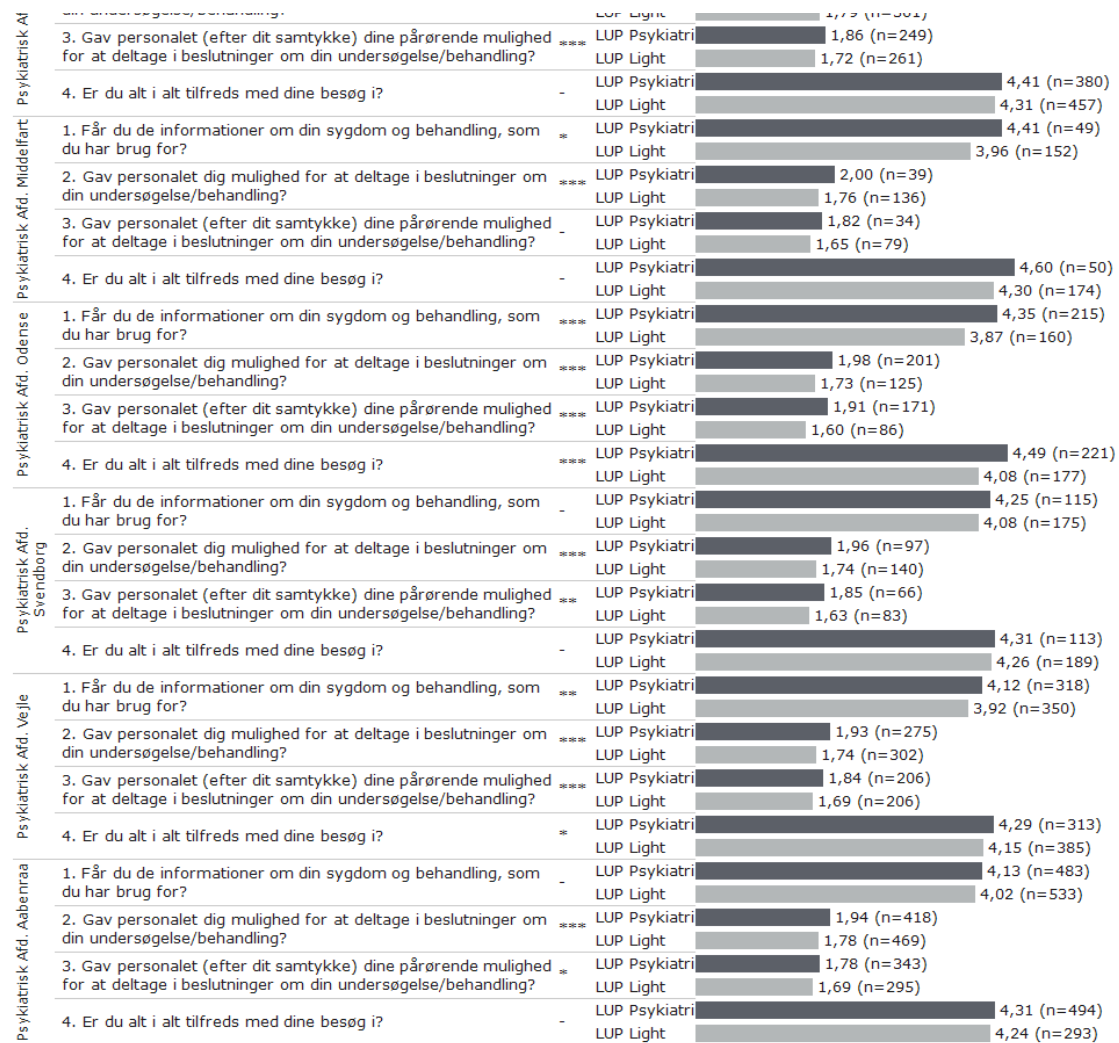 Psykiatrisk Af
LUP Light 1,79 (n=301)
3. Gav personalet (efter dit samtykke) dine pårørende mulighed
for at deltage i beslutninger om din undersøgelse/behandling?
***
LUP Psykiatri 1,86 (n=249)
LUP Light 1,72 (n=261)
4. Er du alt i alt tilfreds med dine besøg i?
-
LUP Psykiatri 4,41 (n=380)
LUP Light 4,31 (n=457)
Psykiatrisk Afd. Middelfart
1. Får du de informationer om din sygdom og behandling, som
du har brug for?
*
LUP Psykiatri 4,41 (n=49)
LUP Light 3,96 (n=152)
2. Gav personalet dig mulighed for at deltage i beslutninger om
din undersøgelse/behandling?
***
LUP Psykiatri 2,00 (n=39)
LUP Light 1,76 (n=136)
3. Gav personalet (efter dit samtykke) dine pårørende mulighed
for at deltage i beslutninger om din undersøgelse/behandling?
-
LUP Psykiatri 1,82 (n=34)
LUP Light 1,65 (n=79)
4. Er du alt i alt tilfreds med dine besøg i?
-
LUP Psykiatri 4,60 (n=50)
LUP Light 4,30 (n=174)
Psykiatrisk Afd. Odense
1. Får du de informationer om din sygdom og behandling, som
du har brug for?
***
LUP Psykiatri 4,35 (n=215)
LUP Light 3,87 (n=160)
2. Gav personalet dig mulighed for at deltage i beslutninger om
din undersøgelse/behandling?
***
LUP Psykiatri 1,98 (n=201)
LUP Light 1,73 (n=125)
3. Gav personalet (efter dit samtykke) dine pårørende mulighed
for at deltage i beslutninger om din undersøgelse/behandling?
***
LUP Psykiatri 1,91 (n=171)
LUP Light 1,60 (n=86)
4. Er du alt i alt tilfreds med dine besøg i?
***
LUP Psykiatri 4,49 (n=221)
LUP Light 4,08 (n=177)
Psykiatrisk Afd.
Svendborg
1. Får du de informationer om din sygdom og behandling, som
du har brug for?
-
LUP Psykiatri 4,25 (n=115)
LUP Light 4,08 (n=175)
2. Gav personalet dig mulighed for at deltage i beslutninger om
din undersøgelse/behandling?
***
LUP Psykiatri 1,96 (n=97)
LUP Light 1,74 (n=140)
3. Gav personalet (efter dit samtykke) dine pårørende mulighed
for at deltage i beslutninger om din undersøgelse/behandling?
**
LUP Psykiatri 1,85 (n=66)
LUP Light 1,63 (n=83)
4. Er du alt i alt tilfreds med dine besøg i?
-
LUP Psykiatri 4,31 (n=113)
LUP Light 4,26 (n=189)
Psykiatrisk Afd. Vejle
1. Får du de informationer om din sygdom og behandling, som
du har brug for?
**
LUP Psykiatri 4,12 (n=318)
LUP Light 3,92 (n=350)
2. Gav personalet dig mulighed for at deltage i beslutninger om
din undersøgelse/behandling?
***
LUP Psykiatri 1,93 (n=275)
LUP Light 1,74 (n=302)
3. Gav personalet (efter dit samtykke) dine pårørende mulighed
for at deltage i beslutninger om din undersøgelse/behandling?
***
LUP Psykiatri 1,84 (n=206)
LUP Light 1,69 (n=206)
4. Er du alt i alt tilfreds med dine besøg i?
*
LUP Psykiatri 4,29 (n=313)
LUP Light 4,15 (n=385)
Psykiatrisk Afd. Aabenraa
1. Får du de informationer om din sygdom og behandling, som
du har brug for?
-
LUP Psykiatri 4,13 (n=483)
LUP Light 4,02 (n=533)
2. Gav personalet dig mulighed for at deltage i beslutninger om
din undersøgelse/behandling?
***
LUP Psykiatri 1,94 (n=418)
LUP Light 1,78 (n=469)
3. Gav personalet (efter dit samtykke) dine pårørende mulighed
for at deltage i beslutninger om din undersøgelse/behandling?
*
LUP Psykiatri 1,78 (n=343)
LUP Light 1,69 (n=295)
4. Er du alt i alt tilfreds med dine besøg i?
-
LUP Psykiatri 4,31 (n=494)
LUP Light 4,24 (n=293)